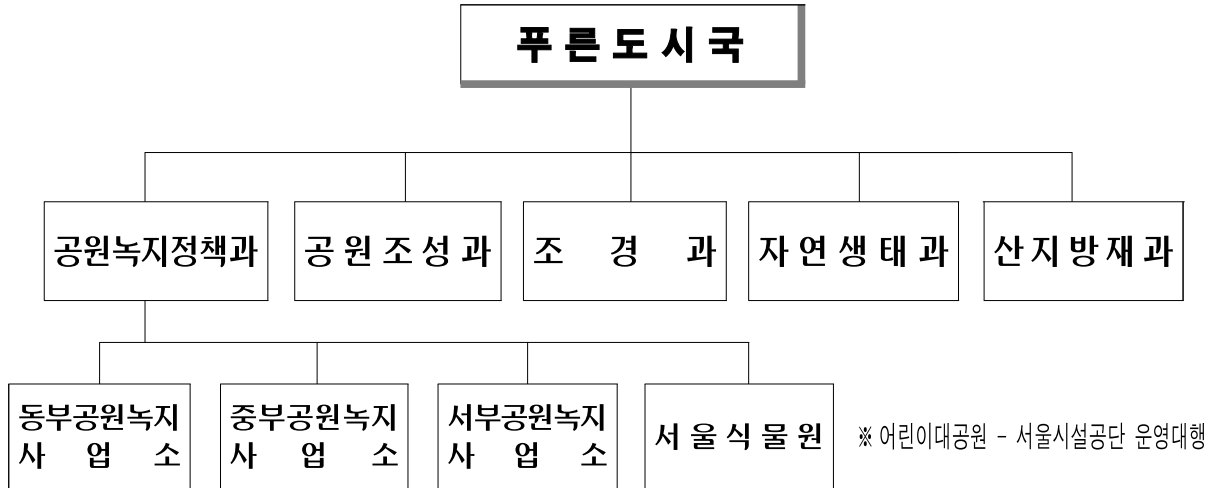 푸른도시국
공원녹지정책과
공원조성과
조경과
자연생태과
산지방재과
동부공원녹지
사업소
중부공원녹지
사업소
서부공원녹지
사업소
서울식물원
※ 어린이대공원 - 서울시설공단 운영대행